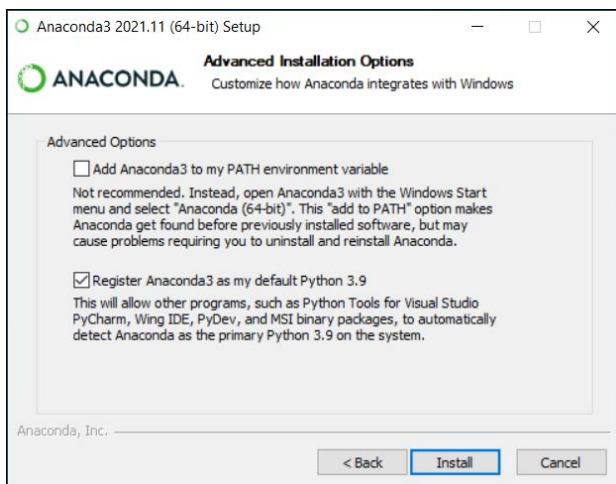 Anaconda3 2021.11 (64-bit) Setup
ANACONDA.
Advanced Installation Options
Customize how Anaconda integrates with Windows
Advanced Options
Add Anaconda3 to my PATH environment variable
Not recommended. Instead, open Anaconda3 with the Windows Start
menu and select "Anaconda (64-bit)". This "add to PATH" option makes
Anaconda get found before previously installed software, but may
cause problems requiring you to uninstall and reinstall Anaconda.
Register Anaconda3 as my default Python 3.9
This will allow other programs, such as Python Tools for Visual Studio
PyCharm, Wing IDE, PyDev, and MSI binary packages, to automatically
detect Anaconda as the primary Python 3.9 on the system.
Anaconda, Inc.
< Back
Install
Cancel